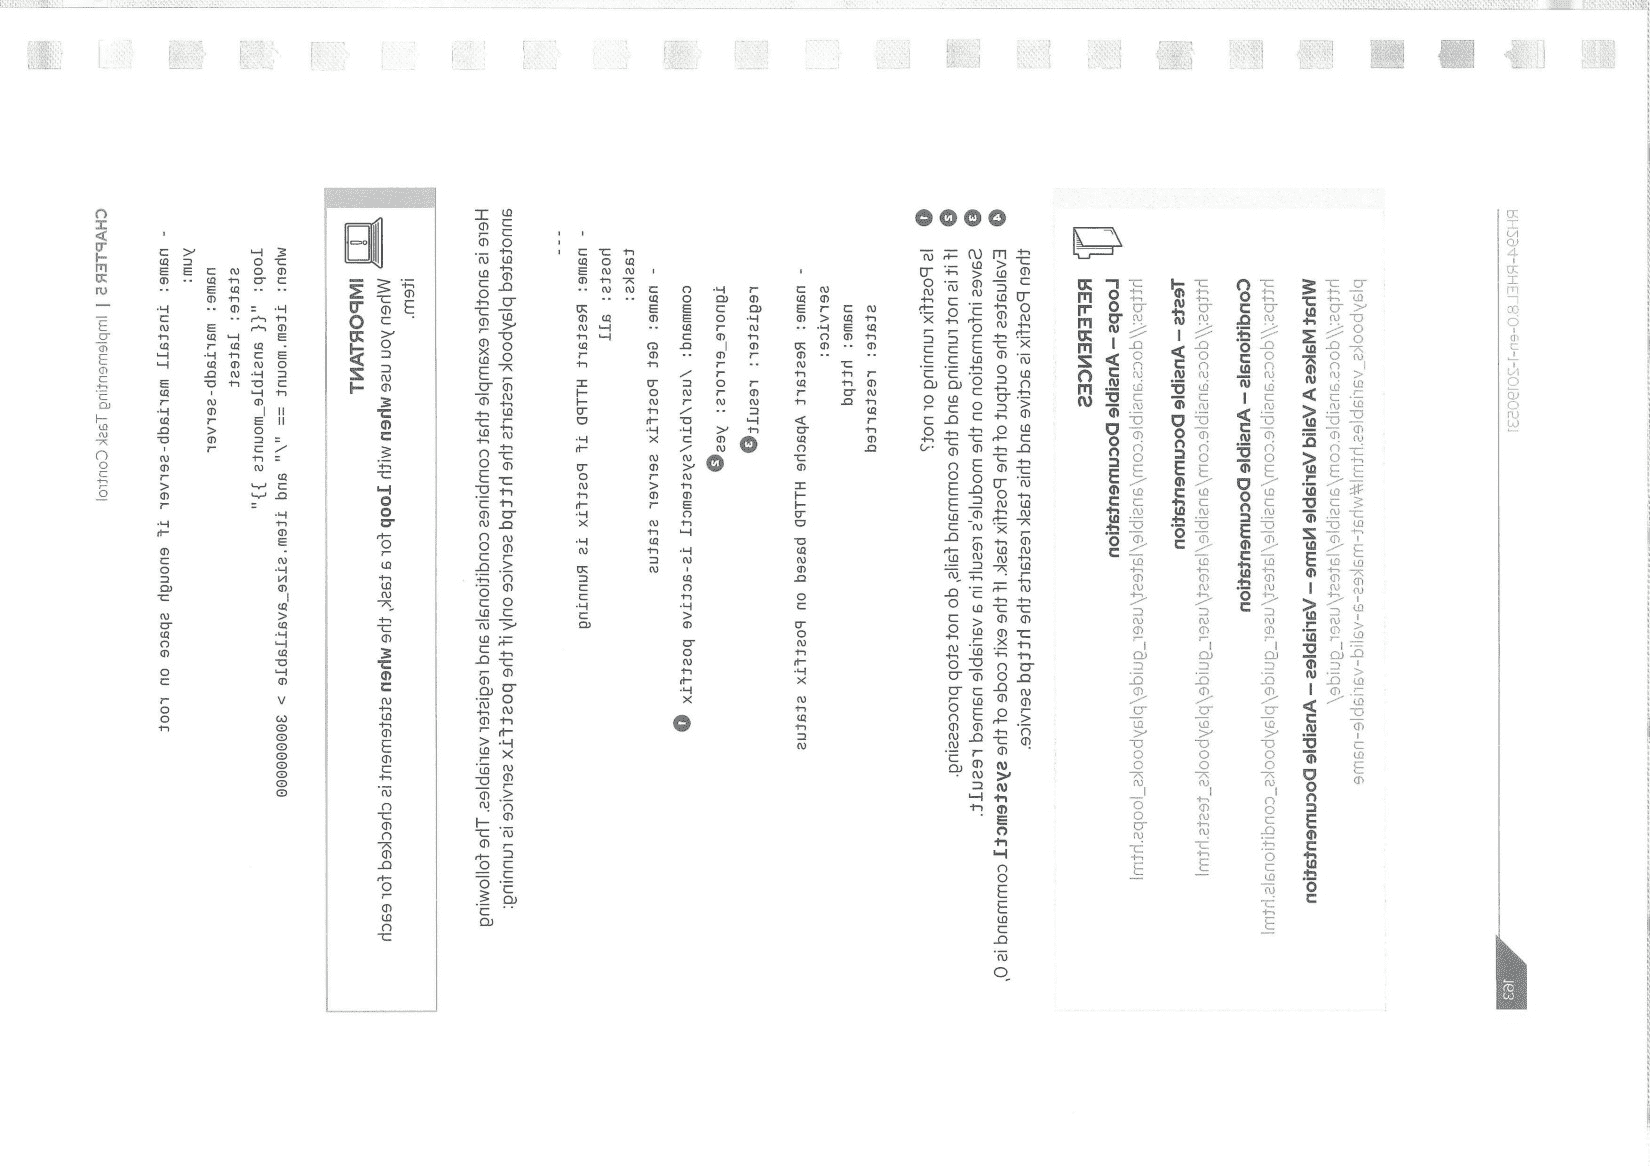 CHAPTER 5 | Implementing Task Control
- name: install mariadb-server if enough space on root
yum:
name: mariadb-server
state: latest
loop: "{{ ansible_mounts }}"
when: item.mount == "/" and item.size_available > 300000000
IMPORTANT
When you use when with loop for a task, the when statement is checked for each
item.
Here is another example that combines conditionals and register variables. The following
annotated playbook restarts the httpd service only if the postfix service is running:
---
- name: Restart HTTPD if Postfix is Running
hosts: all
tasks:
- name: Get Postfix server status
command: /usr/bin/systemctl is-active postfix 1
ignore_errors: yes 2
register: result 3
- name: Restart Apache HTTPD based on Postfix status
service:
name: httpd
state: restarted
1 Is Postfix running or not?
2 If it is not running and the command fails, do not stop processing.
3 Saves information on the module's result in a variable named result.
4 Evaluates the output of the Postfix task. If the exit code of the systemctl command is 0,
then Postfix is active and this task restarts the httpd service.
REFERENCES
Loops — Ansible Documentation
https://docs.ansible.com/ansible/latest/user_guide/playbooks_loops.html
Tests — Ansible Documentation
https://docs.ansible.com/ansible/latest/user_guide/playbooks_tests.html
Conditionals — Ansible Documentation
https://docs.ansible.com/ansible/latest/user_guide/playbooks_conditionals.html
What Makes A Valid Variable Name — Variables — Ansible Documentation
https://docs.ansible.com/ansible/latest/user_guide/
playbooks_variables.html#what-makes-a-valid-variable-name
RH294-RHEL8.0-en-1-20190531
163